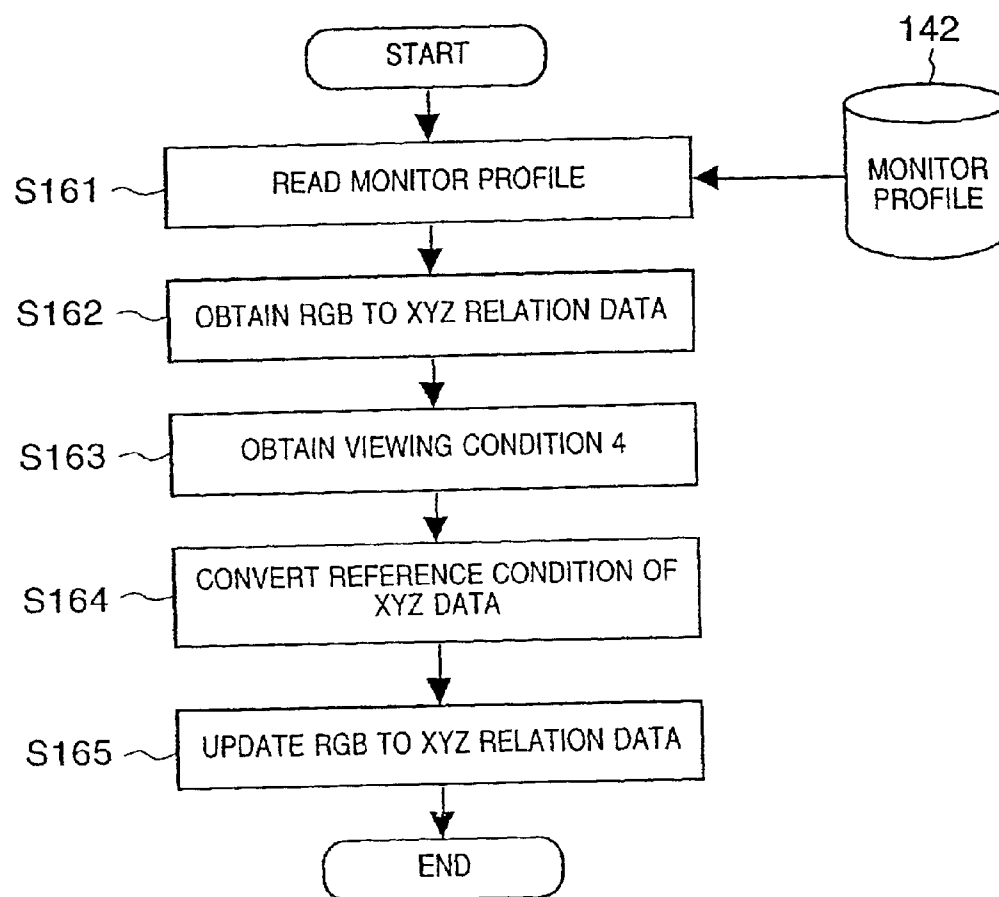 142
START
MONITOR
PROFILE
S161
READ MONITOR PROFILE
S162
OBTAIN RGB TO XYZ RELATION DATA
S163
OBTAIN VIEWING CONDITION 4
S164
CONVERT REFERENCE CONDITION OF
XYZ DATA
S165
UPDATE RGB TO XYZ RELATION DATA
END